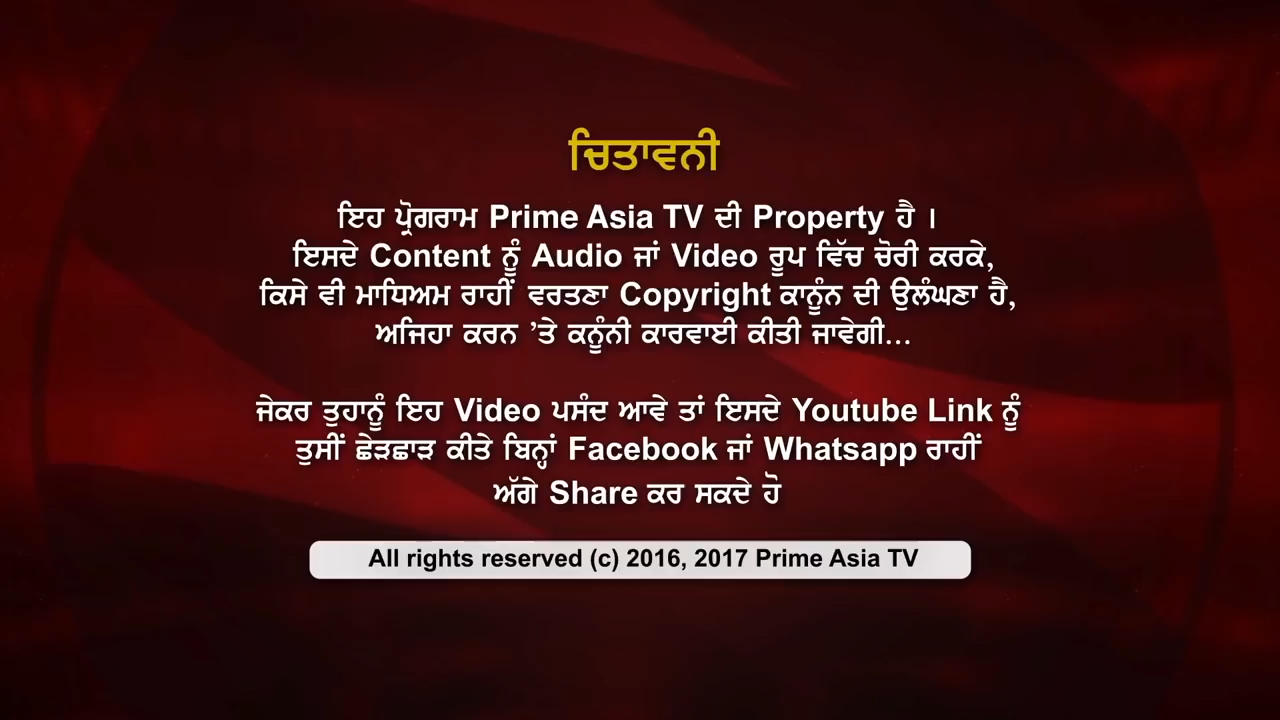 ਚਿਤਾਵਨੀ
ਇਹ ਪ੍ਰੋਗਰਾਮ Prime Asia TV ਦੀ Property ਹੈ ।
ਇਸਦੇ Content ਨੂੰ Audio ਜਾਂ Video ਰੂਪ ਵਿੱਚ ਚੋਰੀ ਕਰਕੇ,
ਕਿਸੇ ਵੀ ਮਾਧਿਅਮ ਰਾਹੀਂ ਵਰਤਣਾ Copyright ਕਾਨੂੰਨ ਦੀ ਉਲੰਘਣਾ ਹੈ,
ਅਜਿਹਾ ਕਰਨ ’ਤੇ ਕਨੂੰਨੀ ਕਾਰਵਾਈ ਕੀਤੀ ਜਾਵੇਗੀ...
ਜੇਕਰ ਤੁਹਾਨੂੰ ਇਹ Video ਪਸੰਦ ਆਵੇ ਤਾਂ ਇਸਦੇ Youtube Link ਨੂੰ
ਤੁਸੀਂ ਛੇੜਛਾੜ ਕੀਤੇ ਬਿਨ੍ਹਾਂ Facebook ਜਾਂ Whatsapp ਰਾਹੀਂ
ਅੱਗੇ Share ਕਰ ਸਕਦੇ ਹੋ
All rights reserved (c) 2016, 2017 Prime Asia TV